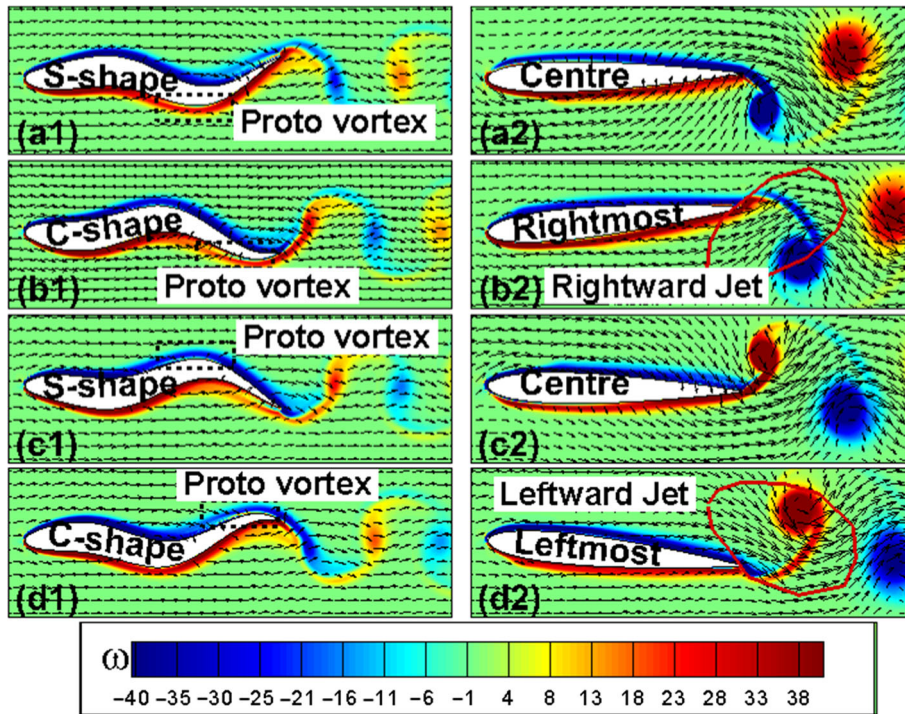 S-shape
Proto vortex
(a1)
Centre
(a2)
C-shape
Proto vortex
(b1)
Rightmost
Rightward Jet
(b2)
Proto vortex
S-shape
(c1)
Centre
(c2)
Proto vortex
C-shape
(d1)
Leftward Jet
Leftmost
(d2)
ω
-40 -35 -30 -25 -21 -16 -11 -6 -1 4 8 13 18 23 28 33 38